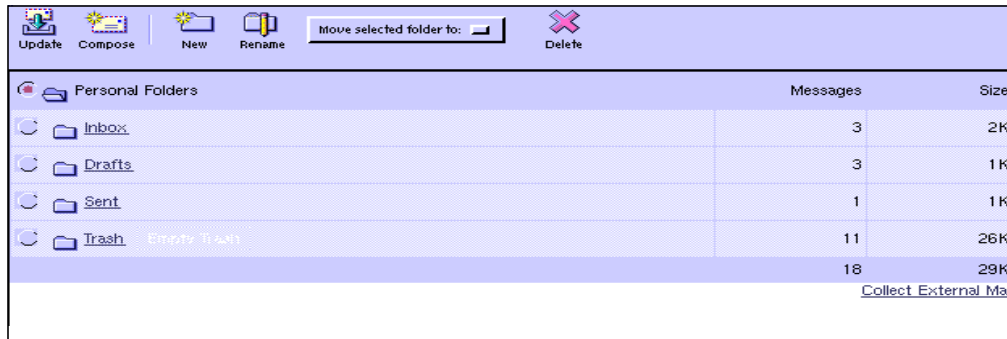 Update Compose New Rename Move selected folder to: Delete
Personal Folders Messages Size
Inbox 3 2K
Drafts 3 1K
Sent 1 1K
Trash Empty Trash 11 26K
18 29K
Collect External Ma